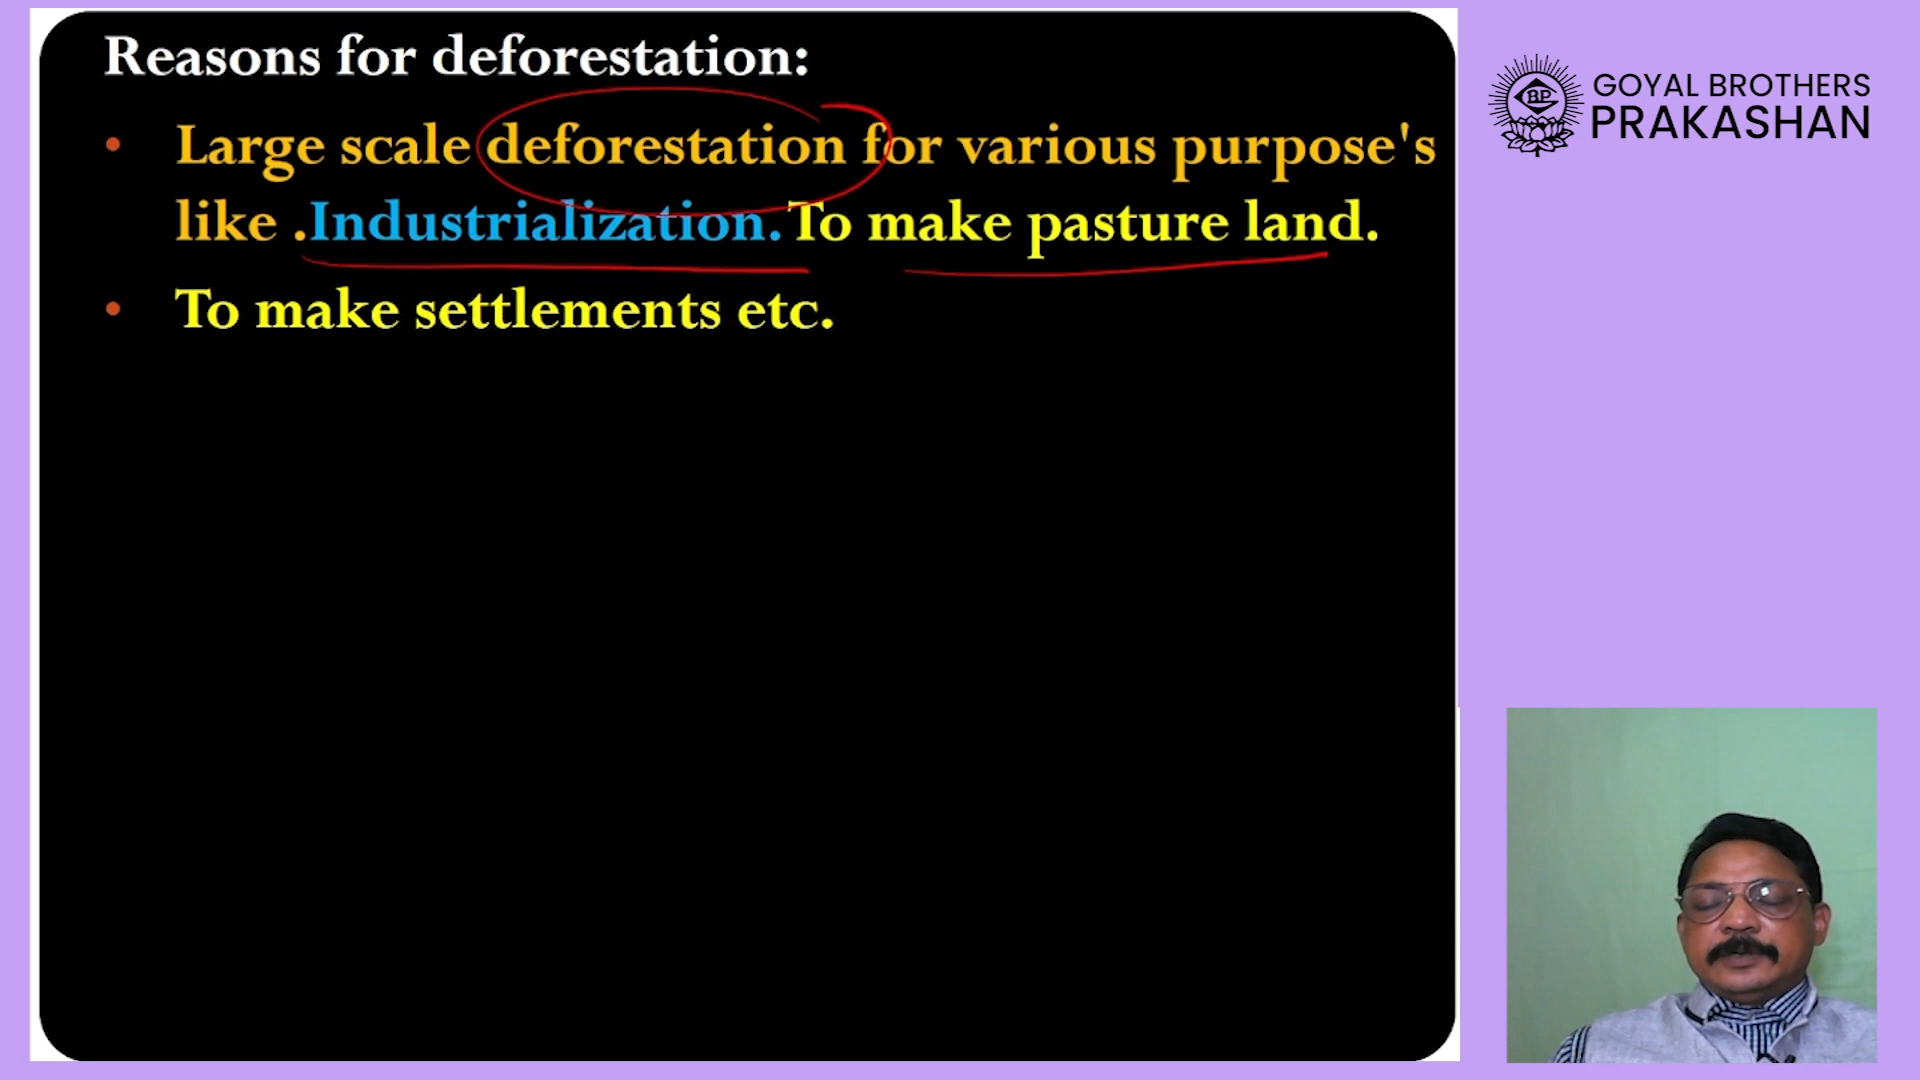 Reasons for deforestation:
• Large scale deforestation for various purpose's
like .Industrialization. To make pasture land.
• To make settlements etc.
GBP
GOYAL BROTHERS
PRAKASHAN